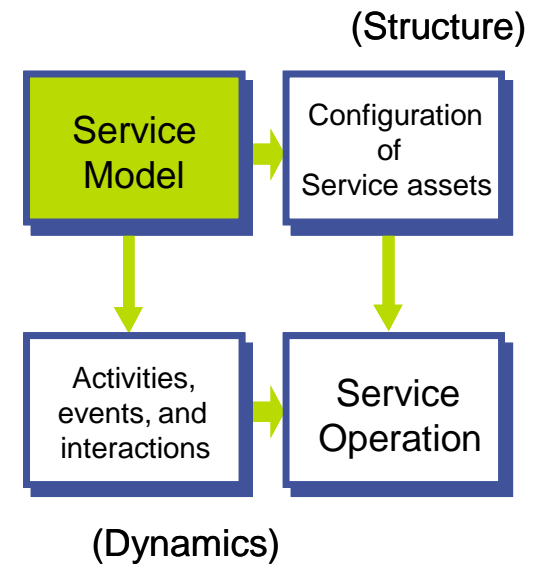 (Structure)
Service
Model
Configuration
of
Service assets
Activities,
events, and
interactions
Service
Operation
(Dynamics)